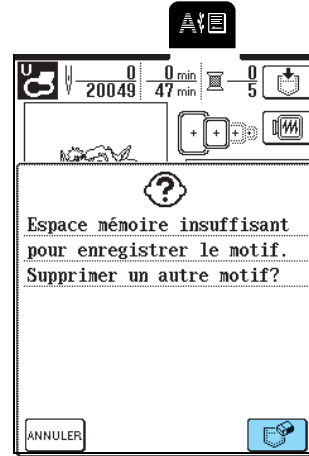 A
U 0 0 min 0
20049 47 min 5
Espace mémoire insuffisant
pour enregistrer le motif.
Supprimer un autre motif?
ANNULER